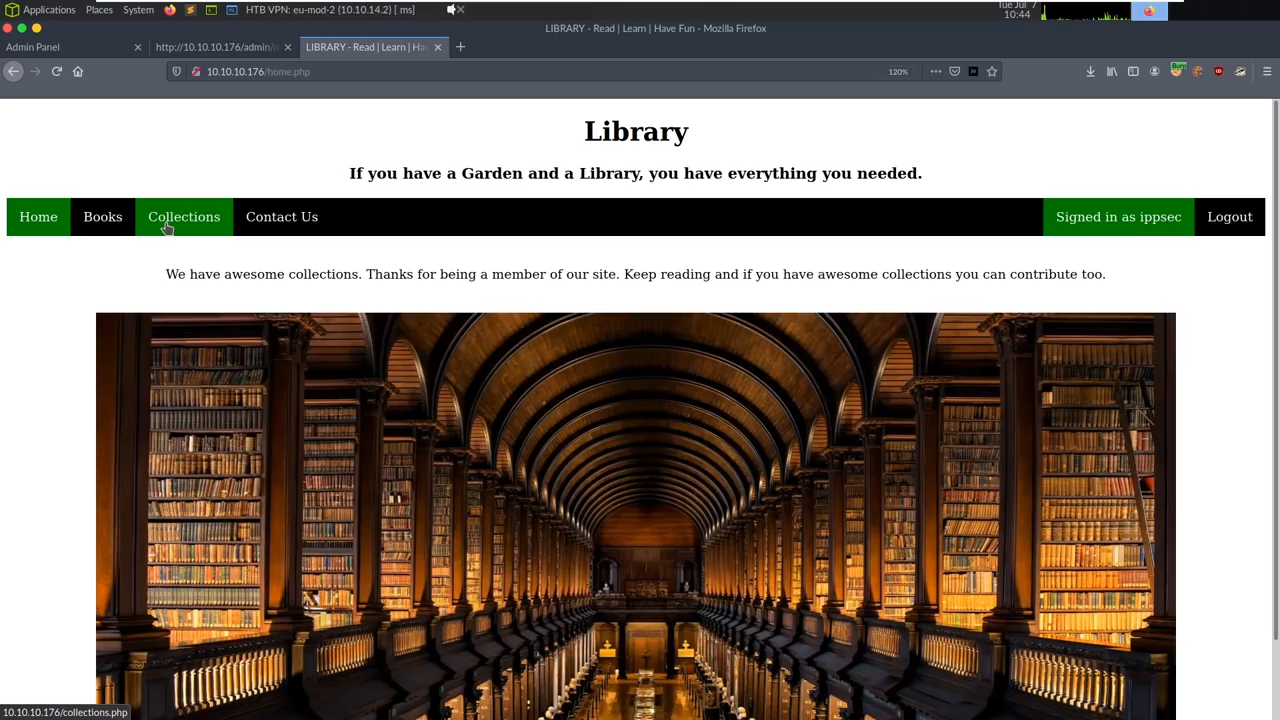 Applications Places System HTB VPN: eu-mod-2 (10.10.14.2) [ ms]
Tue Jul 7
10:44
LIBRARY - Read | Learn | Have Fun - Mozilla Firefox
Admin Panel
http://10.10.10.176/admin/
LIBRARY - Read | Learn | Ha
10.10.10.176/home.php
120%
Burp
Library
If you have a Garden and a Library, you have everything you needed.
Home Books Collections Contact Us Signed in as ippsec Logout
We have awesome collections. Thanks for being a member of our site. Keep reading and if you have awesome collections you can contribute too.
10.10.10.176/collections.php